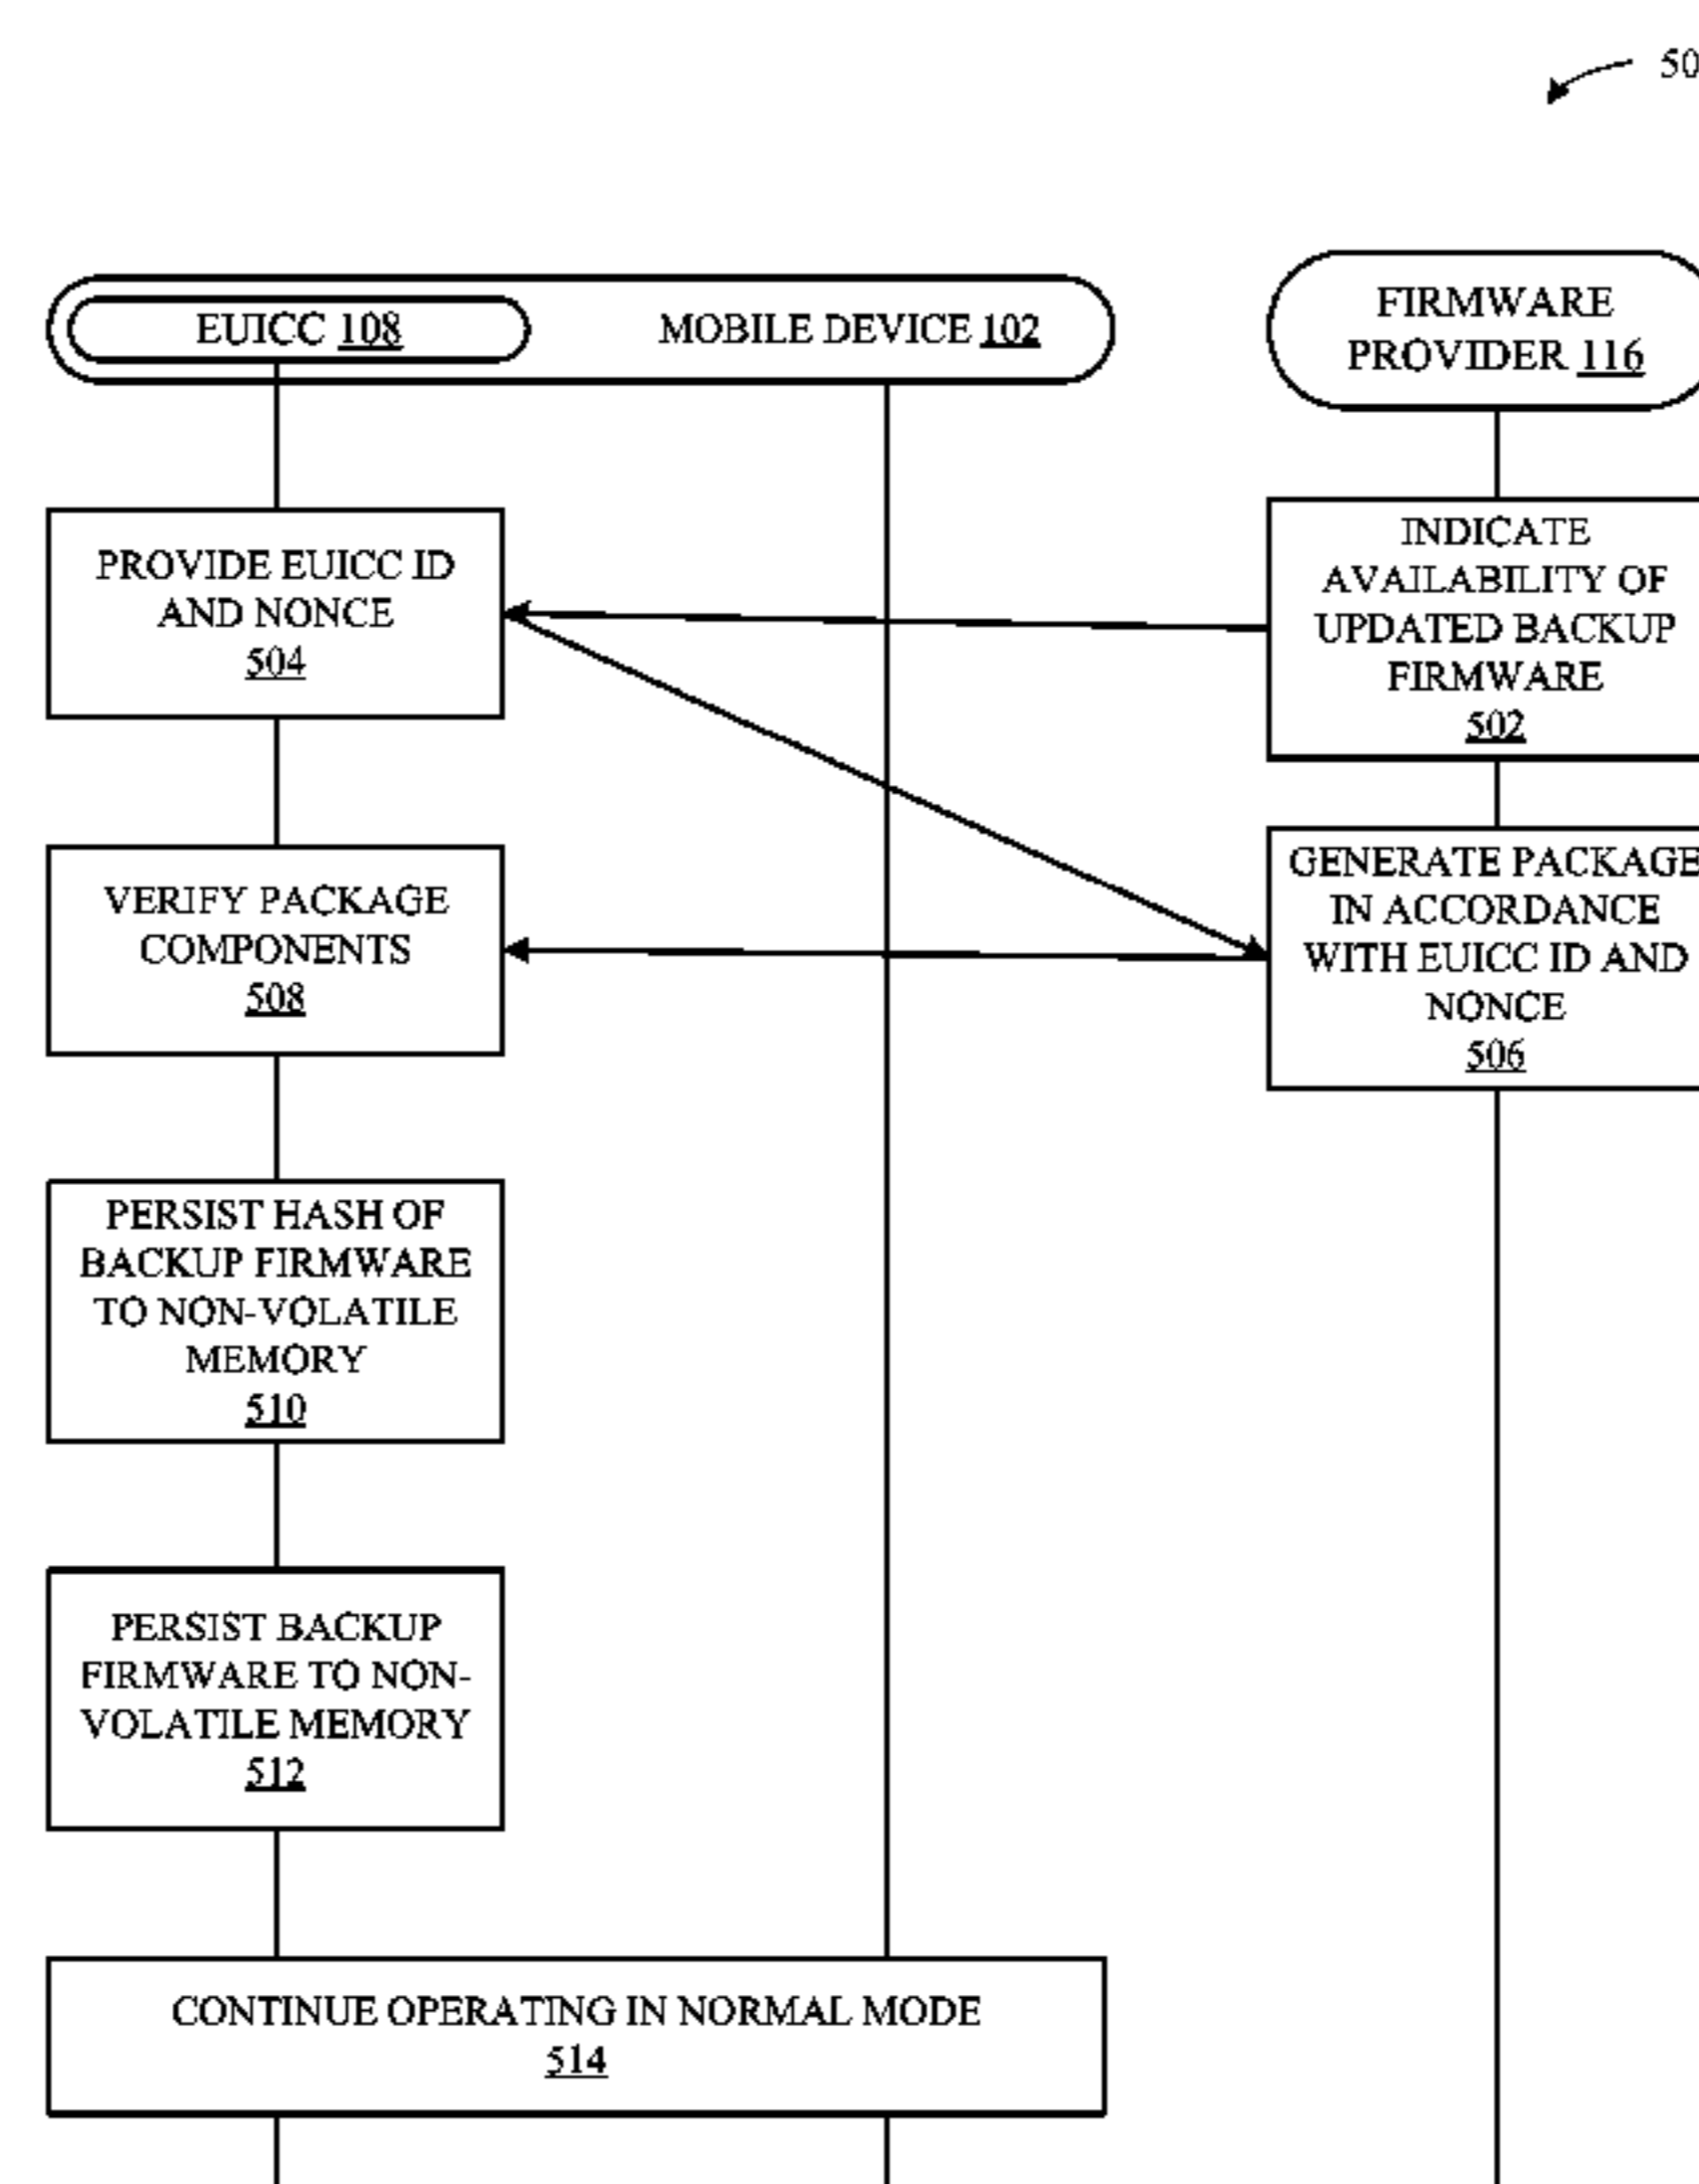 50
EUICC 108
MOBILE DEVICE 102
FIRMWARE
PROVIDER 116
INDICATE
AVAILABILITY OF
UPDATED BACKUP
FIRMWARE
502
PROVIDE EUICC ID
AND NONCE
504
GENERATE PACKAGE
IN ACCORDANCE
WITH EUICC ID AND
NONCE
506
VERIFY PACKAGE
COMPONENTS
508
PERSIST HASH OF
BACKUP FIRMWARE
TO NON-VOLATILE
MEMORY
510
PERSIST BACKUP
FIRMWARE TO NON-
VOLATILE MEMORY
512
CONTINUE OPERATING IN NORMAL MODE
514